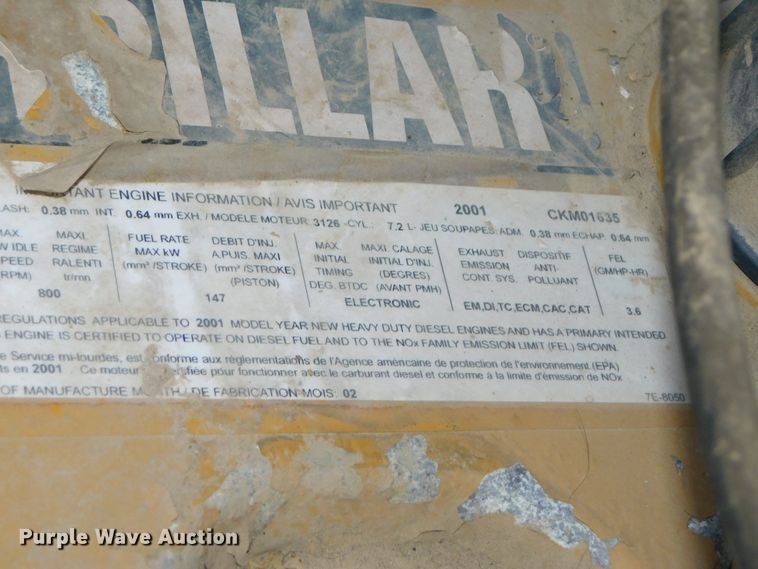 PILLAR
IMPORTANT ENGINE INFORMATION / AVIS IMPORTANT 2001 CKM01635
LASH: 0.38 mm INT. 0.64 mm EXH. / MODELE MOTEUR: 3126 -CYL.: 7.2 L- JEU SOUPAPES: ADM. 0.38 mm ECHAP. 0.64 mm
MAX. MAXI FUEL RATE DEBIT D'INJ. MAX. MAXI CALAGE EXHAUST DISPOSITIF FEL
W IDLE REGIME MAX kW A.PUIS. MAXI INITIAL INITIAL D'INJ. EMISSION ANTI- (GM/HP-HR)
SPEED RALENTI (mm³/STROKE) (mm³/STROKE) TIMING (DEGRES) CONT. SYS. POLLUANT
(RPM) tr/mn (PISTON) DEG. BTDC (AVANT PMH)
800 147 ELECTRONIC EM,DI,TC,ECM,CAC,CAT 3.6
REGULATIONS APPLICABLE TO 2001 MODEL YEAR NEW HEAVY DUTY DIESEL ENGINES AND HAS A PRIMARY INTENDED
S ENGINE IS CERTIFIED TO OPERATE ON DIESEL FUEL AND TO THE NOx FAMILY EMISSION LIMIT (FEL) SHOWN.
e Service mi-lourdes, est conforme aux réglementations de l'Agence américaine de protection de l'environnement (EPA)
ts en 2001 . Ce moteur certifiée pour fonctionner avec le carburant diesel et conforme à la limite d'émission de NOx
OF MANUFACTURE MONTH / DE FABRICATION-MOIS: 02 7E-8050
Purple Wave Auction